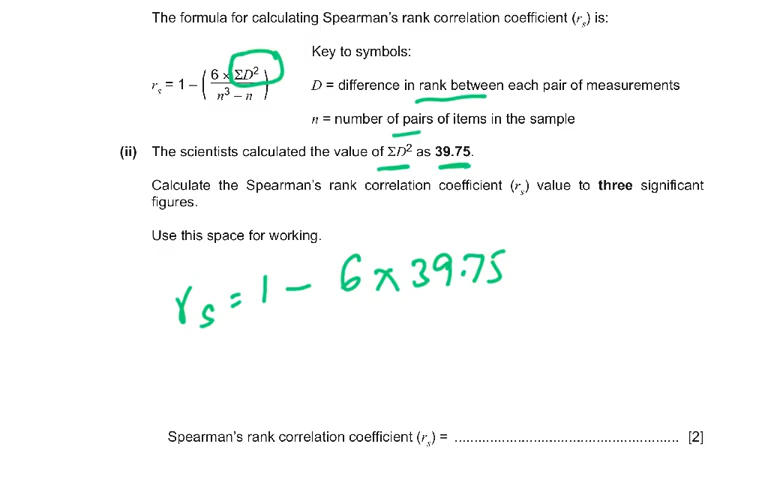 The formula for calculating Spearman's rank correlation coefficient (rₛ) is:
Key to symbols:
rₛ = 1 − (6 × ΣD² / n³ − n)
D = difference in rank between each pair of measurements
n = number of pairs of items in the sample
(ii) The scientists calculated the value of ΣD² as 39.75.
Calculate the Spearman's rank correlation coefficient (rₛ) value to three significant
figures.
Use this space for working.
rₛ = 1 − 6 × 39.75
Spearman's rank correlation coefficient (rₛ) = ........................................................ [2]